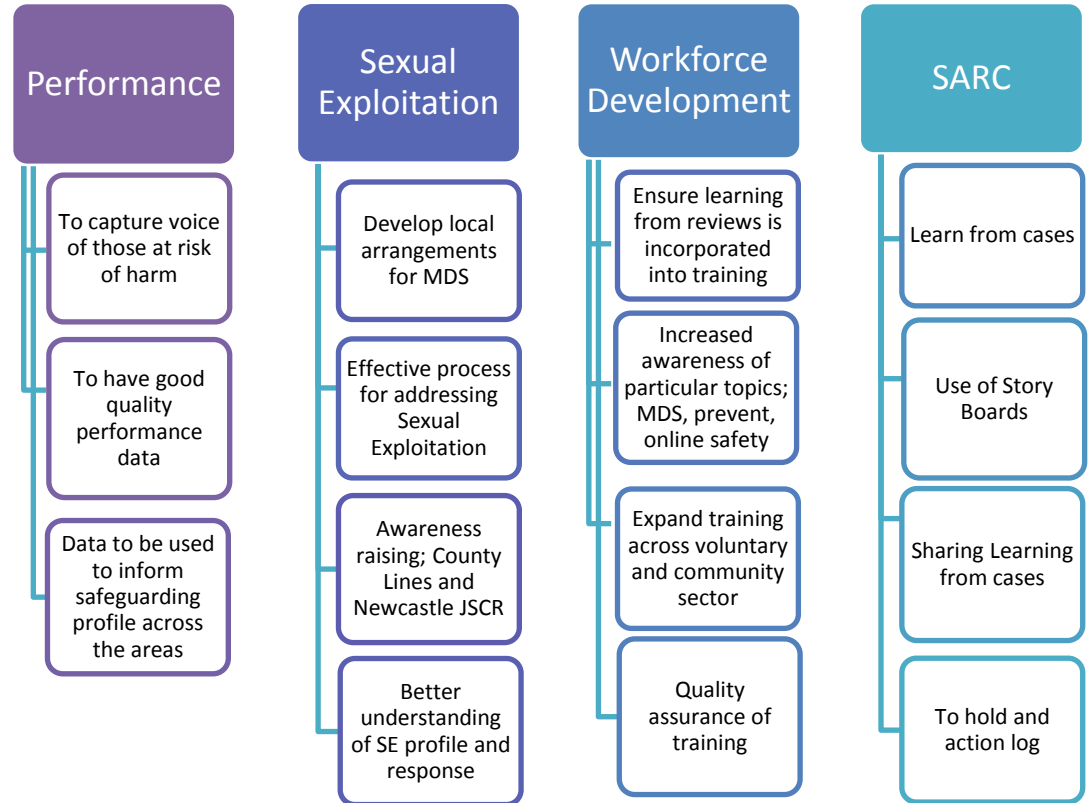 Performance
To capture voice
of those at risk
of harm
To have good
quality
performance
data
Data to be used
to inform
safeguarding
profile across
the areas
Sexual
Exploitation
Develop local
arrangements
for MDS
Effective process
for addressing
Sexual
Exploitation
Awareness
raising; County
Lines and
Newcastle JSCR
Better
understanding
of SE profile and
response
Workforce
Development
Ensure learning
from reviews is
incorporated
into training
Increased
awareness of
particular topics;
MDS, prevent,
online safety
Expand training
across voluntary
and community
sector
Quality
assurance of
training
SARC
Learn from cases
Use of Story
Boards
Sharing Learning
from cases
To hold and
action log